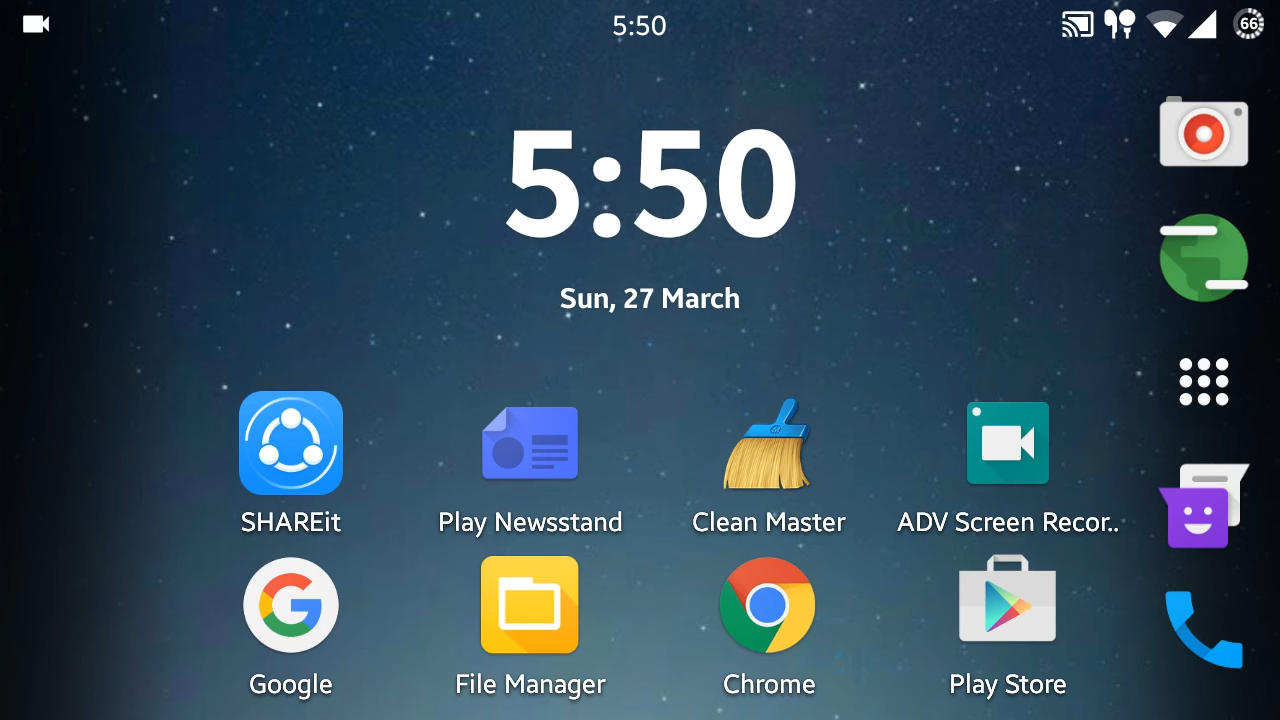 5:50
66
5:50
Sun, 27 March
SHAREit
Play Newsstand
Clean Master
ADV Screen Recor..
Google
File Manager
Chrome
Play Store